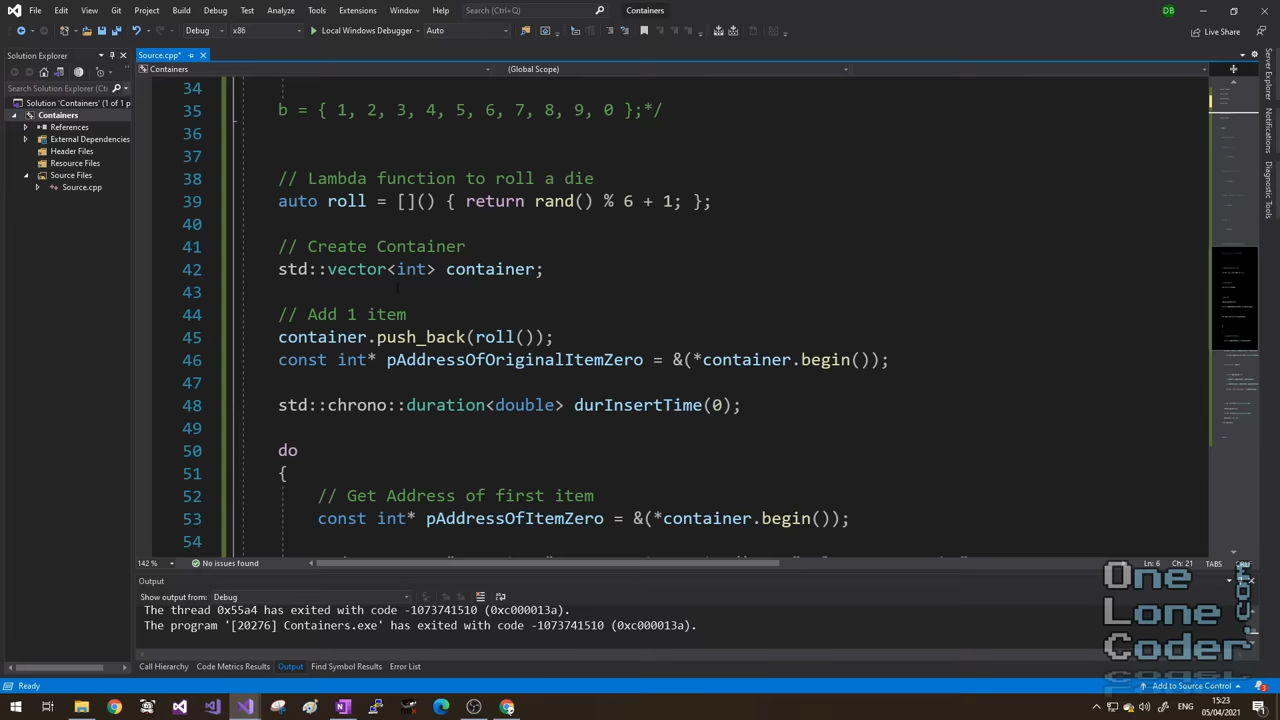 File Edit View Git Project Build Debug Test Analyze Tools Extensions Window Help Search (Ctrl+Q) Containers DB
Debug x86 Local Windows Debugger Auto Live Share
Solution Explorer
Search Solution Explorer (Ctrl+;)
Solution 'Containers' (1 of 1 p
Containers
References
External Dependencies
Header Files
Resource Files
Source Files
Source.cpp
Source.cpp*
Containers (Global Scope)
34
35 b = { 1, 2, 3, 4, 5, 6, 7, 8, 9, 0 };*/
36
37
38 // Lambda function to roll a die
39 auto roll = []() { return rand() % 6 + 1; };
40
41 // Create Container
42 std::vector<int> container;
43
44 // Add 1 item
45 container.push_back(roll());
46 const int* pAddressOfOriginalItemZero = &(*container.begin());
47
48 std::chrono::duration<double> durInsertTime(0);
49
50 do
51 {
52 // Get Address of first item
53 const int* pAddressOfItemZero = &(*container.begin());
54
142 % No issues found Ln: 6 Ch: 21 TABS CRLF
Server Explorer
Notifications
Diagnostic Tools
Output
Show output from: Debug
The thread 0x55a4 has exited with code -1073741510 (0xc000013a).
The program '[20276] Containers.exe' has exited with code -1073741510 (0xc000013a).
Call Hierarchy Code Metrics Results Output Find Symbol Results Error List
Ready Add to Source Control 3
One
Lone
Coder
.com
15:23
05/04/2021